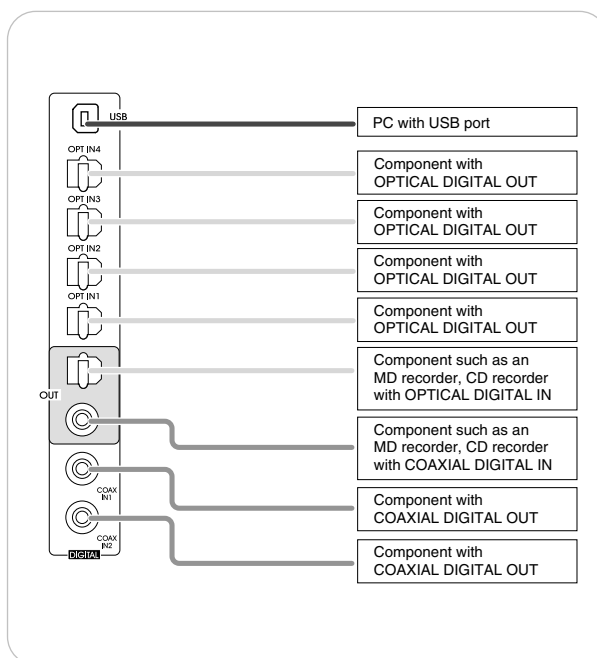 USB
PC with USB port
OPT IN4
Component with
OPTICAL DIGITAL OUT
OPT IN3
Component with
OPTICAL DIGITAL OUT
OPT IN2
Component with
OPTICAL DIGITAL OUT
OPT IN1
Component with
OPTICAL DIGITAL OUT
OUT
Component such as an
MD recorder, CD recorder
with OPTICAL DIGITAL IN
Component such as an
MD recorder, CD recorder
with COAXIAL DIGITAL IN
COAX
IN1
Component with
COAXIAL DIGITAL OUT
COAX
IN2
Component with
COAXIAL DIGITAL OUT
DIGITAL